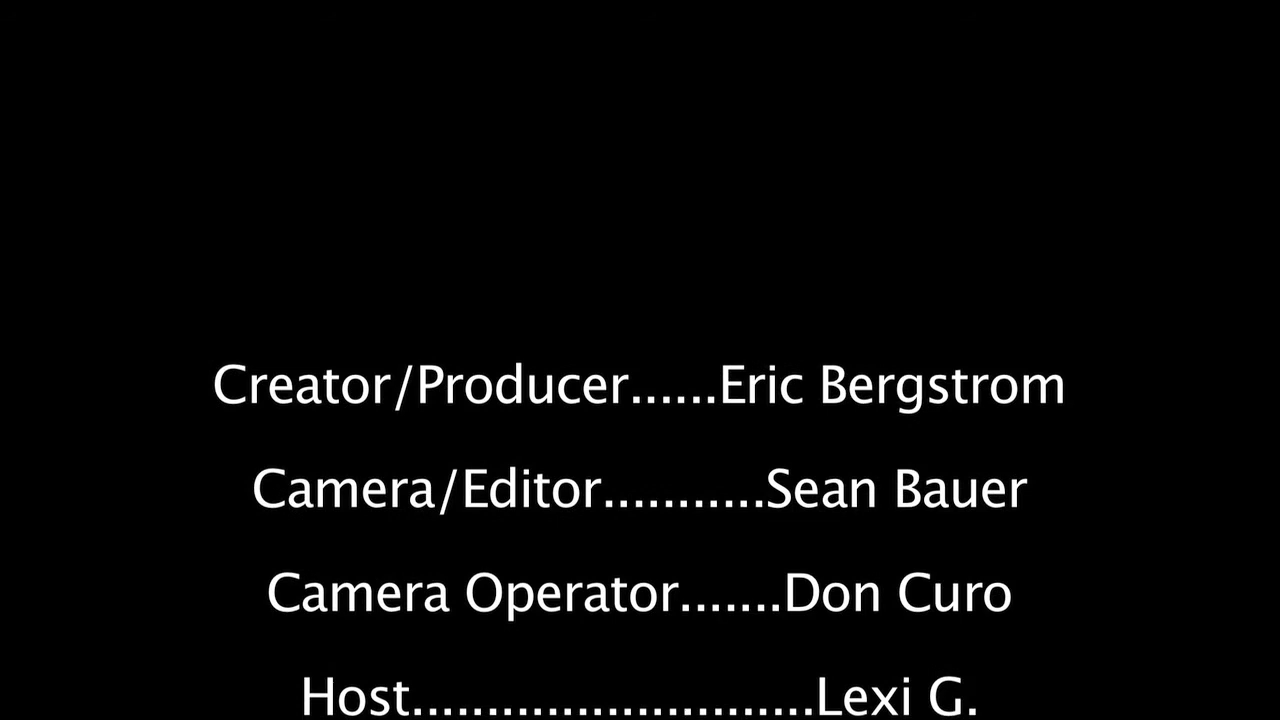 Creator/Producer......Eric Bergstrom
Camera/Editor...........Sean Bauer
Camera Operator.......Don Curo
Host...........................Lexi G.